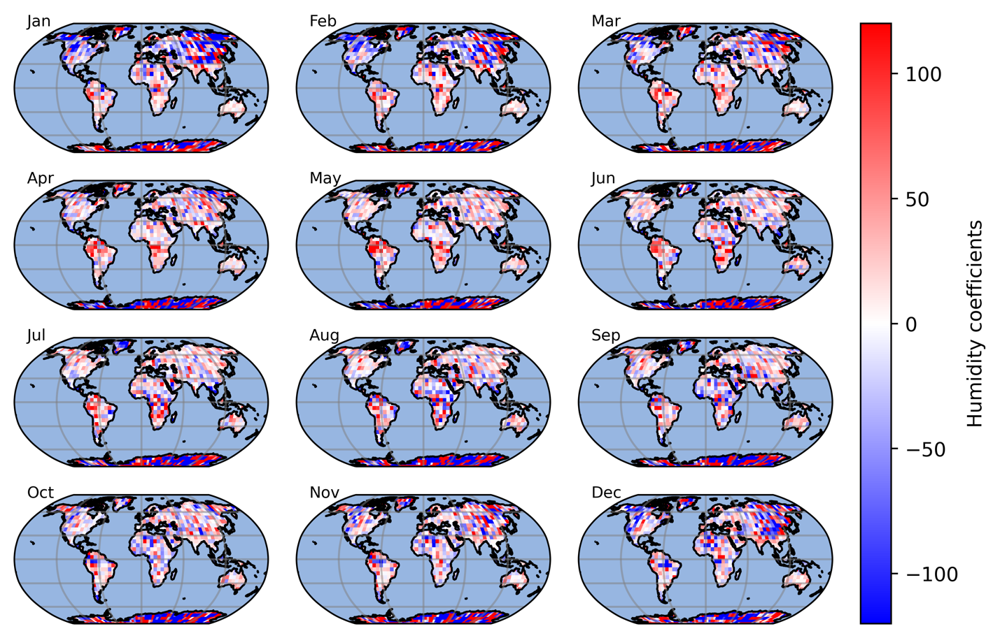 Jan
Feb
Mar
Apr
May
Jun
Jul
Aug
Sep
Oct
Nov
Dec
100
50
0
−50
−100
Humidity coefficients